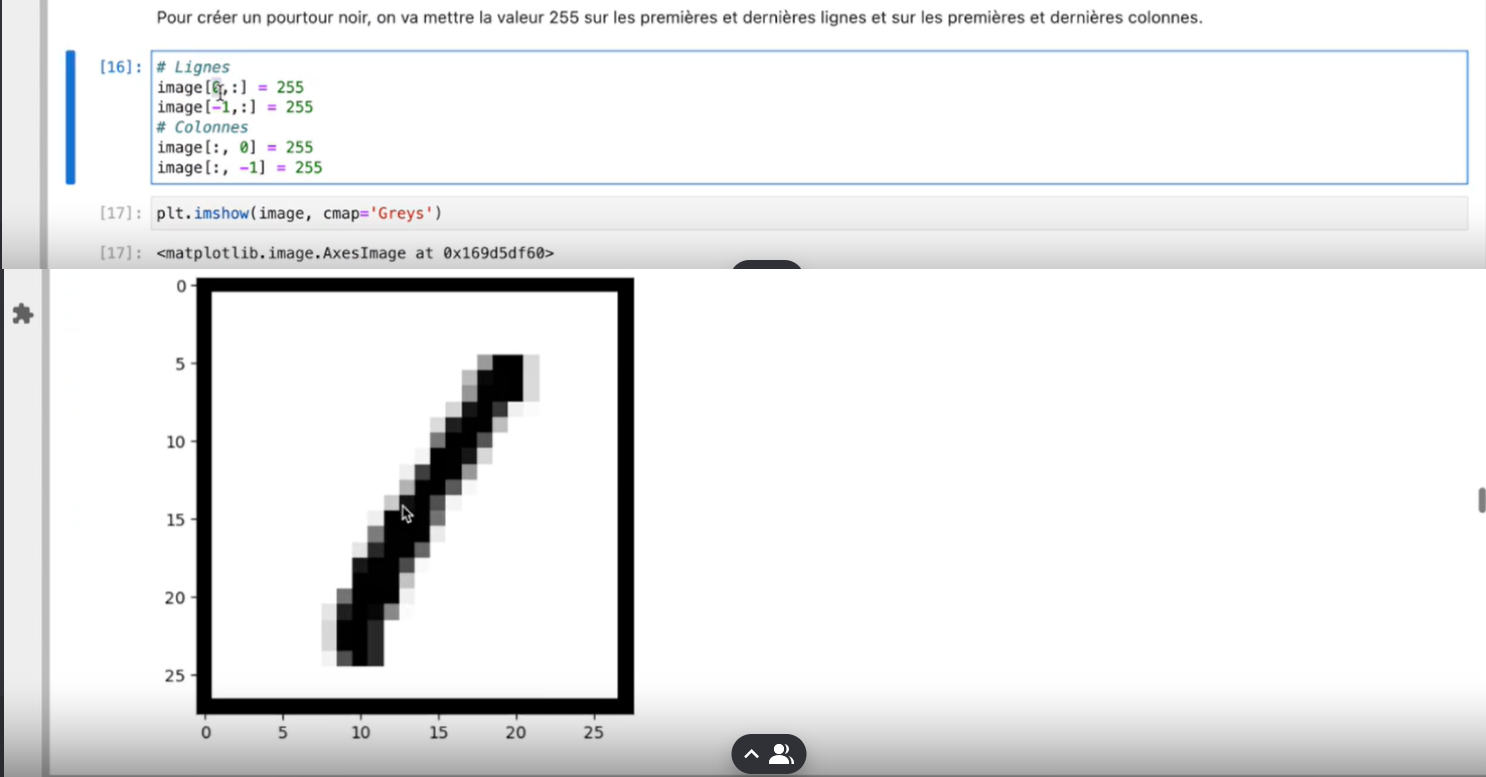 Pour créer un pourtour noir, on va mettre la valeur 255 sur les premières et dernières lignes et sur les premières et dernières colonnes.
[16]: # Lignes
image[0,:] = 255
image[-1,:] = 255
# Colonnes
image[:, 0] = 255
image[:, -1] = 255
[17]: plt.imshow(image, cmap='Greys')
[17]: <matplotlib.image.AxesImage at 0x169d5df60>
0
5
10
15
20
25
0 5 10 15 20 25